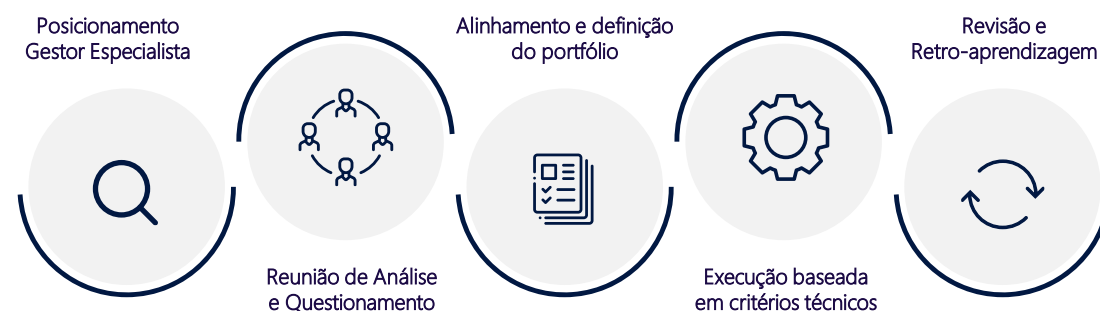 Posicionamento
Gestor Especialista
Reunião de Análise
e Questionamento
Alinhamento e definição
do portfólio
Execução baseada
em critérios técnicos
Revisão e
Retro-aprendizagem